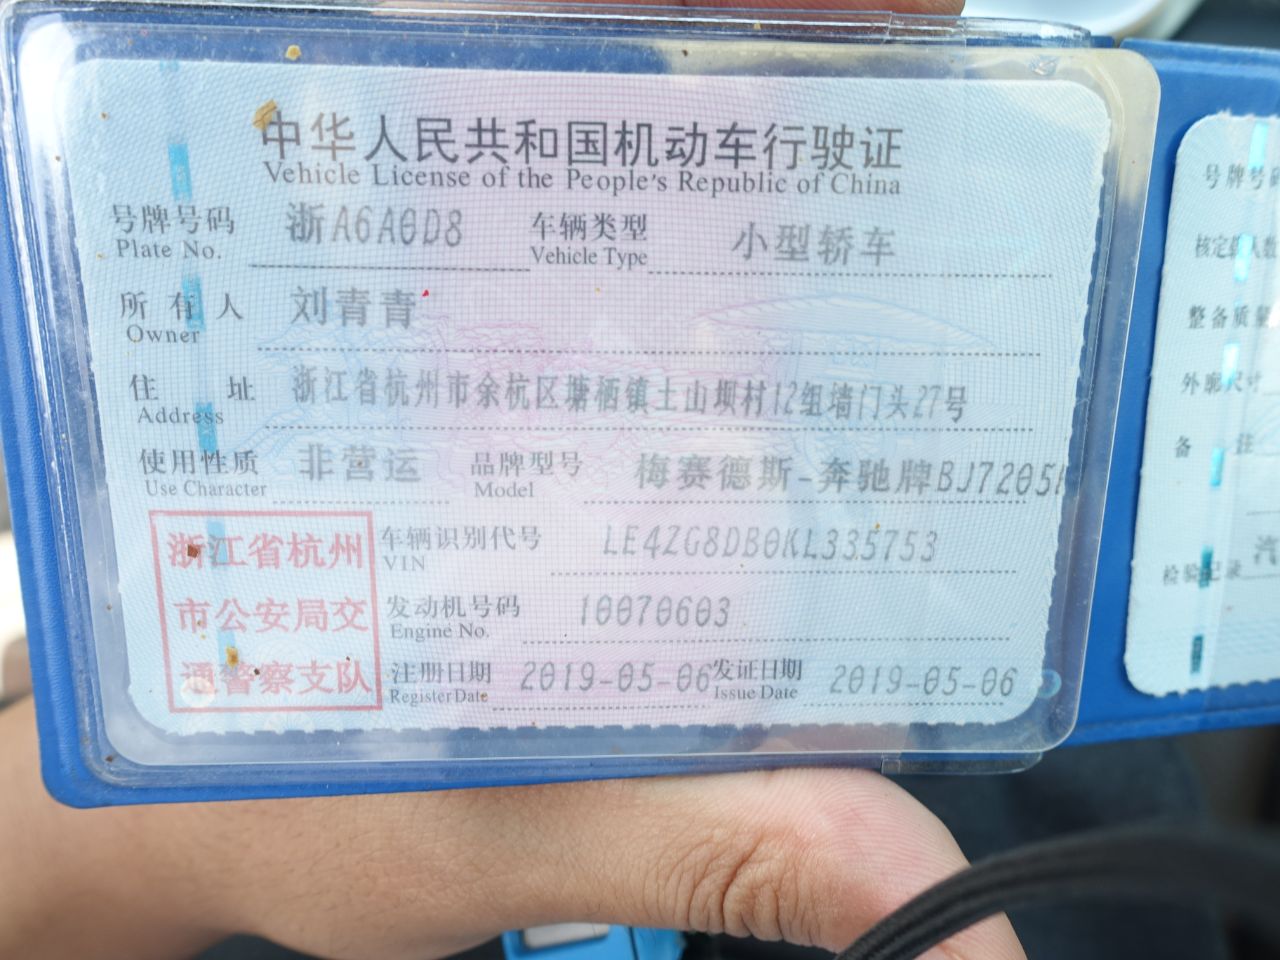 中华人民共和国机动车行驶证
Vehicle License of the People's Republic of China
号牌号码 浙A6A0D8 车辆类型 小型轿车
Plate No. Vehicle Type
所有人 刘青青
Owner
住址 浙江省杭州市余杭区塘栖镇土山坝村12组墙门头27号
Address
使用性质 非营运 品牌型号 梅赛德斯-奔驰牌BJ7205
Use Character Model
浙江省杭州
市公安局交
通警察支队
车辆识别代号 LE4ZG8DB0KL335753
VIN
发动机号码 10070603
Engine No.
注册日期 2019-05-06 发证日期 2019-05-06
Register Date Issue Date
号牌号码
核定载人数
整备质量
外廓尺寸
备注
检验记录